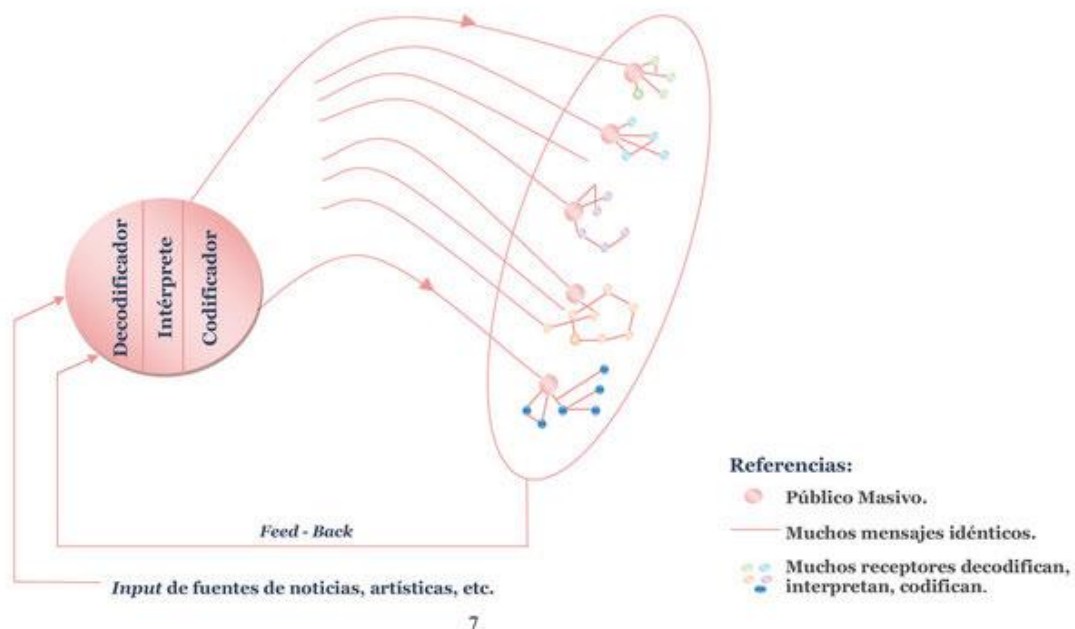 Decodificador
Intérprete
Codificador
Feed - Back
Input de fuentes de noticias, artísticas, etc.
Referencias:
Público Masivo.
Muchos mensajes idénticos.
Muchos receptores decodifican,
interpretan, codifican.
7